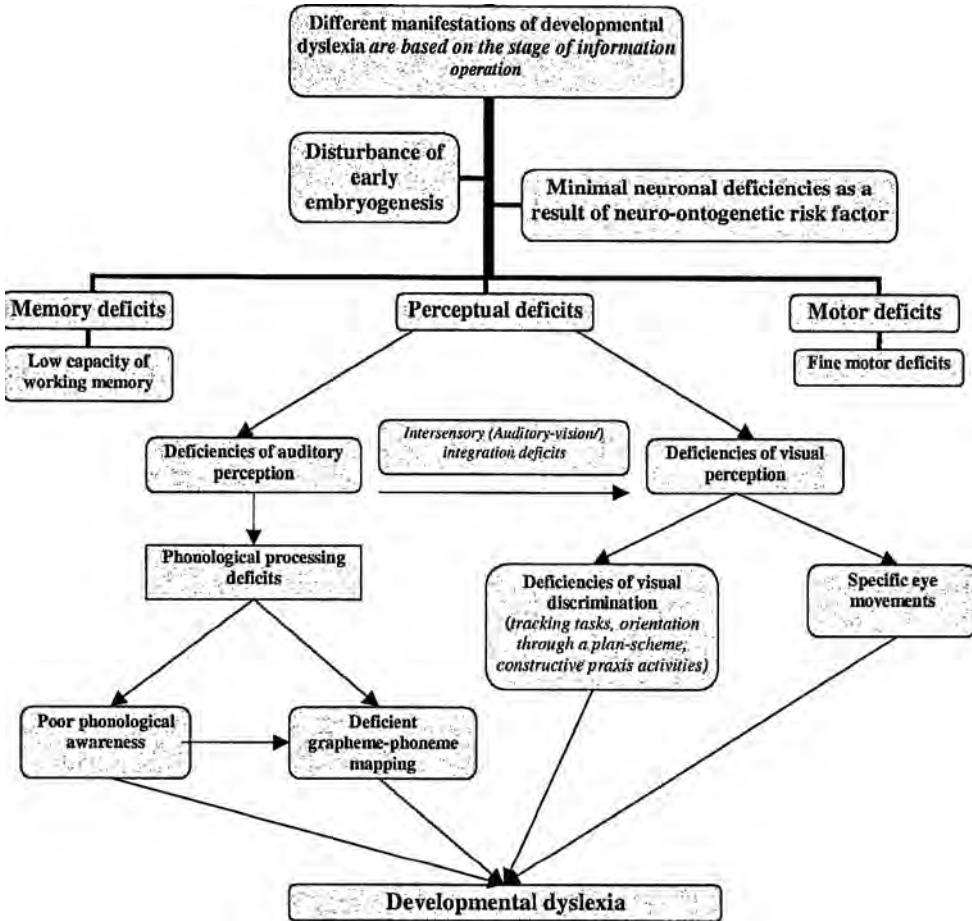 Different manifestations of developmental
dyslexia are based on the stage of information
operation
Disturbance of
early
embryogenesis
Minimal neuronal deficiencies as a
result of neuro-ontogenetic risk factor
Memory deficits
Perceptual deficits
Motor deficits
Low capacity of
working memory
Fine motor deficits
Deficiencies of auditory
perception
Intersensory (Auditory-vision/)
integration deficits
Deficiencies of visual
perception
Phonological processing
deficits
Deficiencies of visual
discrimination
(tracking tasks, orientation
through a plan-scheme;
constructive praxis activities)
Specific eye
movements
Poor phonological
awareness
Deficient
grapheme-phoneme
mapping
Developmental dyslexia